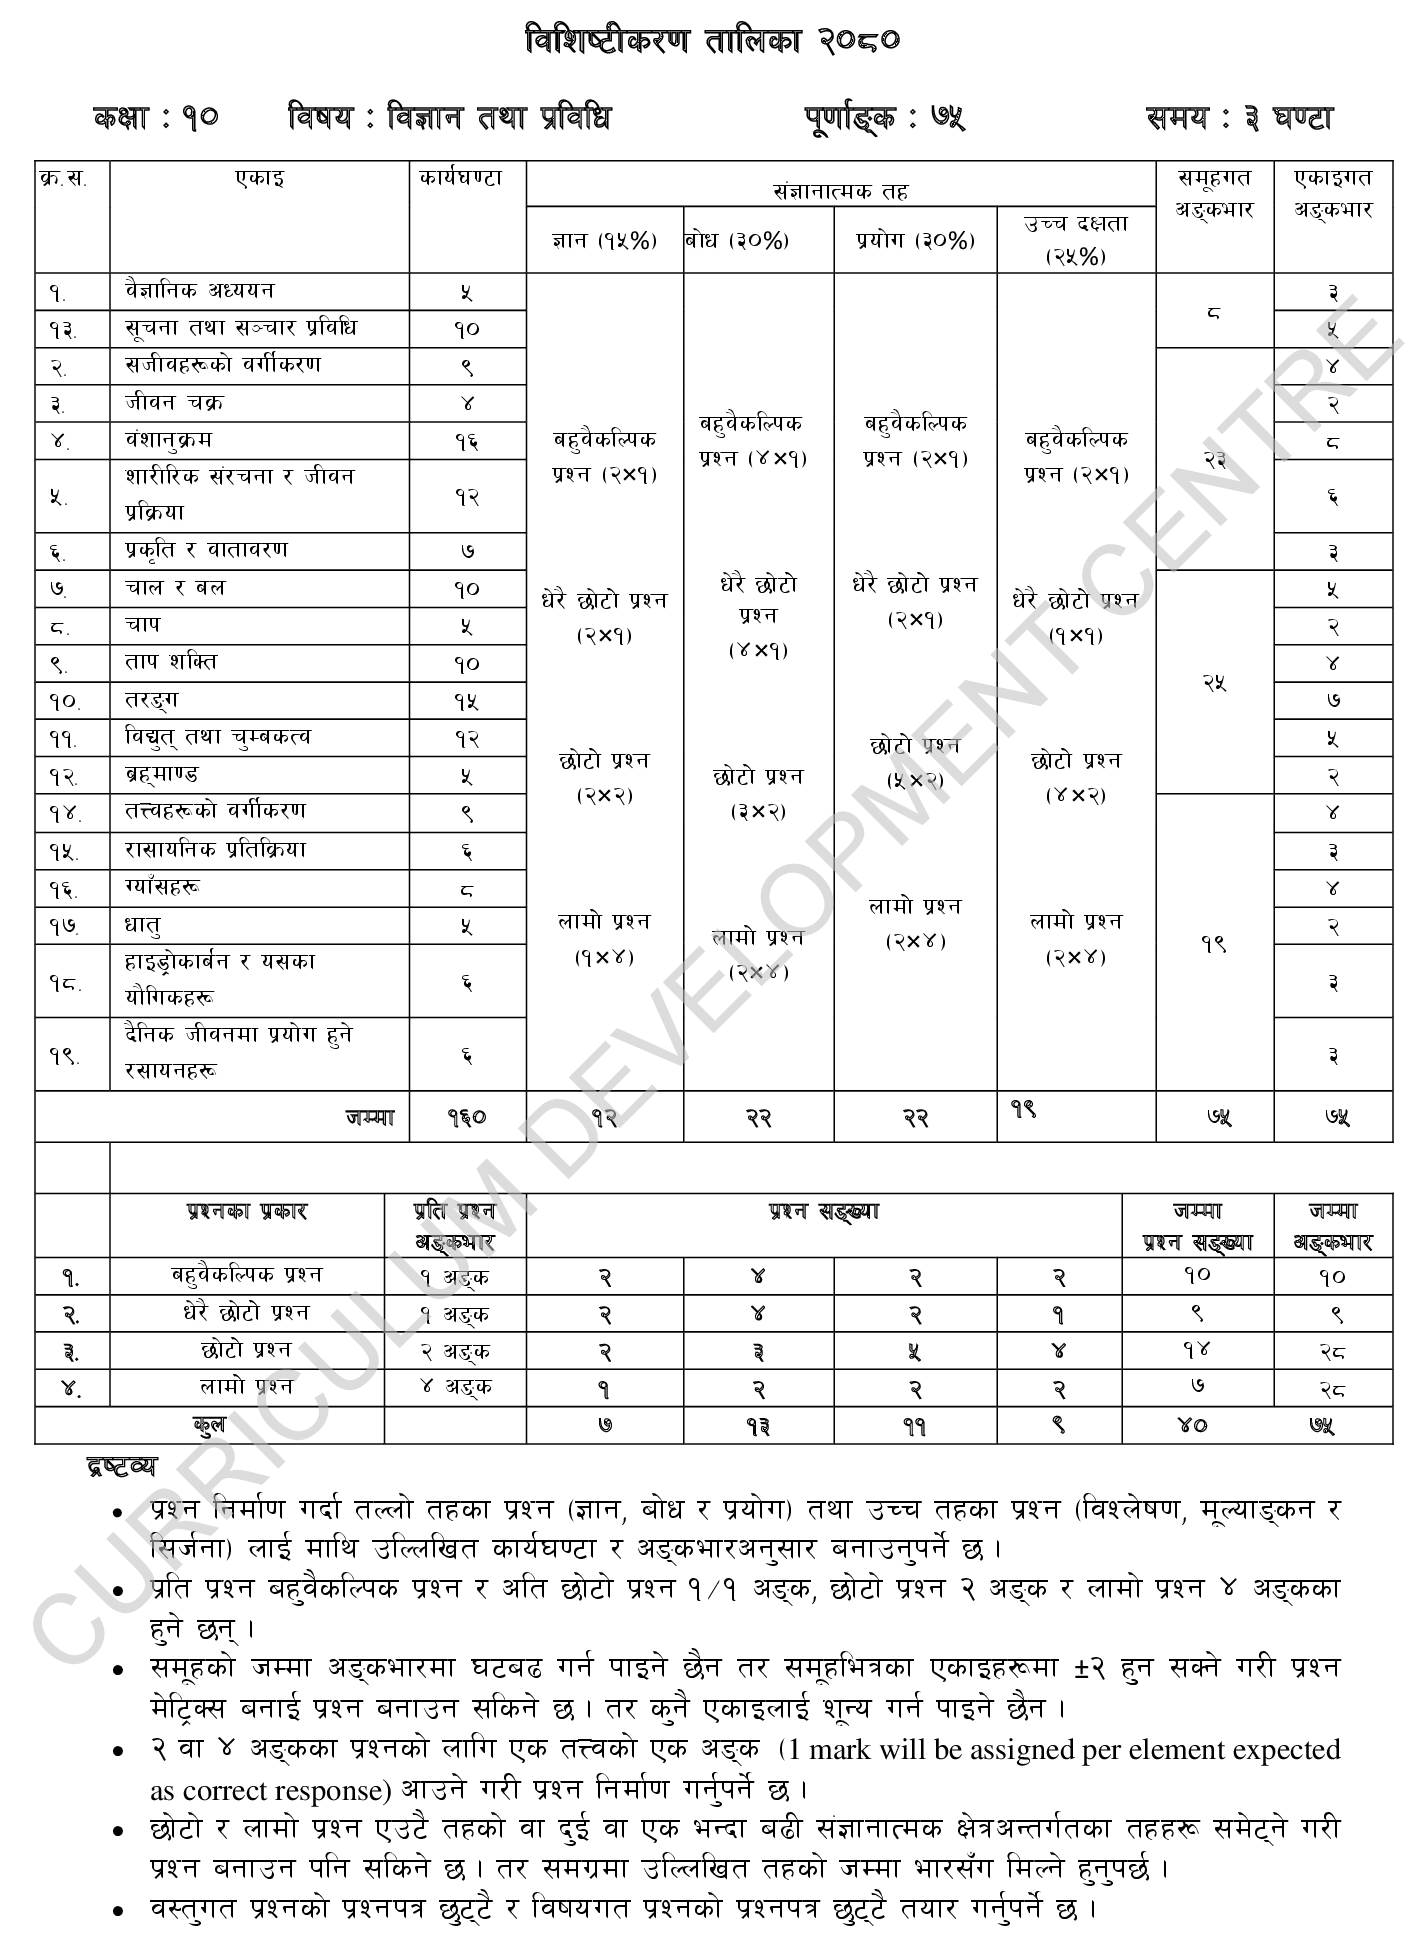 विशिष्टीकरण तालिका २०८०
कक्षा : १० विषय : विज्ञान तथा प्रविधि पूर्णाङ्क : ७५ समय : ३ घण्टा
क्र.स. एकाइ कार्यघण्टा संज्ञानात्मक तह समूहगत अङ्कभार एकाइगत अङ्कभार
ज्ञान (१५%) बोध (३०%) प्रयोग (३०%) उच्च दक्षता (२५%)
१. वैज्ञानिक अध्ययन ५ ८ ३
१३. सूचना तथा सञ्चार प्रविधि १० ५
२. सजीवहरूको वर्गीकरण ९ २३ ४
३. जीवन चक्र ४ २
४. वंशानुक्रम १६ ८
५. शारीरिक संरचना र जीवन प्रक्रिया १२ ६
६. प्रकृति र वातावरण ७ ३
७. चाल र बल १० २५ ५
८. चाप ५ २
९. ताप शक्ति १० ४
१०. तरङ्ग १५ ७
११. विद्युत् तथा चुम्बकत्व १२ ५
१२. ब्रह्माण्ड ५ २
१४. तत्त्वहरूको वर्गीकरण ९ १९ ४
१५. रासायनिक प्रतिक्रिया ६ ३
१६. ग्याँसहरू ८ ४
१७. धातु ५ २
१८. हाइड्रोकार्बन र यसका यौगिकहरू ६ ३
१९. दैनिक जीवनमा प्रयोग हुने रसायनहरू ६ ३
बहुवैकल्पिक प्रश्न (२×१) बहुवैकल्पिक प्रश्न (४×१) बहुवैकल्पिक प्रश्न (२×१) बहुवैकल्पिक प्रश्न (२×१)
धेरै छोटो प्रश्न (२×१) धेरै छोटो प्रश्न (४×१) धेरै छोटो प्रश्न (२×१) धेरै छोटो प्रश्न (१×१)
छोटो प्रश्न (२×२) छोटो प्रश्न (३×२) छोटो प्रश्न (५×२) छोटो प्रश्न (४×२)
लामो प्रश्न (१×४) लामो प्रश्न (२×४) लामो प्रश्न (२×४) लामो प्रश्न (२×४)
जम्मा १६० १२ २२ २२ १९ ७५ ७५
प्रश्नका प्रकार प्रति प्रश्न अङ्कभार प्रश्न सङ्ख्या जम्मा प्रश्न सङ्ख्या जम्मा अङ्कभार
१. बहुवैकल्पिक प्रश्न १ अङ्क २ ४ २ २ १० १०
२. धेरै छोटो प्रश्न १ अङ्क २ ४ २ १ ९ ९
३. छोटो प्रश्न २ अङ्क २ ३ ५ ४ १४ २८
४. लामो प्रश्न ४ अङ्क १ २ २ २ ७ २८
कुल ७ १३ ११ ९ ४० ७५
द्रष्टव्य
• प्रश्न निर्माण गर्दा तल्लो तहका प्रश्न (ज्ञान, बोध र प्रयोग) तथा उच्च तहका प्रश्न (विश्लेषण, मूल्याङ्कन र
सिर्जना) लाई माथि उल्लिखित कार्यघण्टा र अङ्कभारअनुसार बनाउनुपर्ने छ ।
• प्रति प्रश्न बहुवैकल्पिक प्रश्न र अति छोटो प्रश्न १/१ अङ्क, छोटो प्रश्न २ अङ्क र लामो प्रश्न ४ अङ्कका
हुने छन् ।
• समूहको जम्मा अङ्कभारमा घटबढ गर्न पाइने छैन तर समूहभित्रका एकाइहरूमा ±२ हुन सक्ने गरी प्रश्न
मेट्रिक्स बनाई प्रश्न बनाउन सकिने छ । तर कुनै एकाइलाई शून्य गर्न पाइने छैन ।
• २ वा ४ अङ्कका प्रश्नको लागि एक तत्त्वको एक अङ्क (1 mark will be assigned per element expected
as correct response) आउने गरी प्रश्न निर्माण गर्नुपर्ने छ ।
• छोटो र लामो प्रश्न एउटै तहको वा दुई वा एक भन्दा बढी संज्ञानात्मक क्षेत्रअन्तर्गतका तहहरू समेट्ने गरी
प्रश्न बनाउन पनि सकिने छ । तर समग्रमा उल्लिखित तहको जम्मा भारसँग मिल्ने हुनुपर्छ ।
• वस्तुगत प्रश्नको प्रश्नपत्र छुट्टै र विषयगत प्रश्नको प्रश्नपत्र छुट्टै तयार गर्नुपर्ने छ ।
CURRICULUM DEVELOPMENT CENTRE